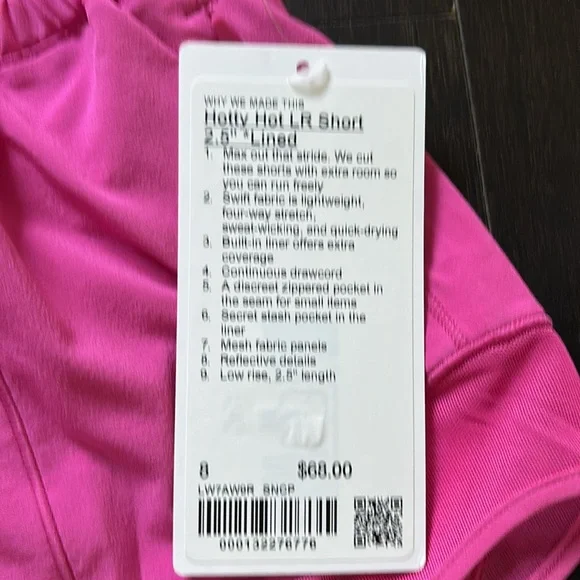 WHY WE MADE THIS
Hotty Hot LR Short
2.5" *Lined
1. Max out that stride. We cut
these shorts with extra room so
you can run freely
2. Swift fabric is lightweight,
four-way stretch,
sweat-wicking, and quick-drying
3. Built-in liner offers extra
coverage
4. Continuous drawcord
5. A discreet zippered pocket in
the seam for small items
6. Secret stash pocket in the
liner
7. Mesh fabric panels
8. Reflective details
9. Low rise, 2.5" length
8 $68.00
LW7AW9R SNCP
000132276776